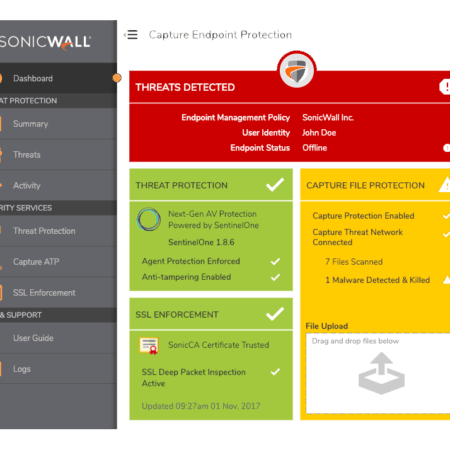 SONICWALL
Capture Endpoint Protection
Dashboard
AT PROTECTION
Summary
Threats
Activity
RITY SERVICES
Threat Protection
Capture ATP
SSL Enforcement
& SUPPORT
User Guide
Logs
THREATS DETECTED
Endpoint Management Policy SonicWall Inc.
User Identity John Doe
Endpoint Status Offline
THREAT PROTECTION
Next-Gen AV Protection
Powered by SentinelOne
SentinelOne 1.8.6
Agent Protection Enforced
Anti-tampering Enabled
SSL ENFORCEMENT
SonicCA Certificate Trusted
SSL Deep Packet Inspection
Active
Updated 09:27am 01 Nov, 2017
CAPTURE FILE PROTECTION
Capture Protection Enabled
Capture Threat Network
Connected
7 Files Scanned
1 Malware Detected & Killed
File Upload
Drag and drop files below